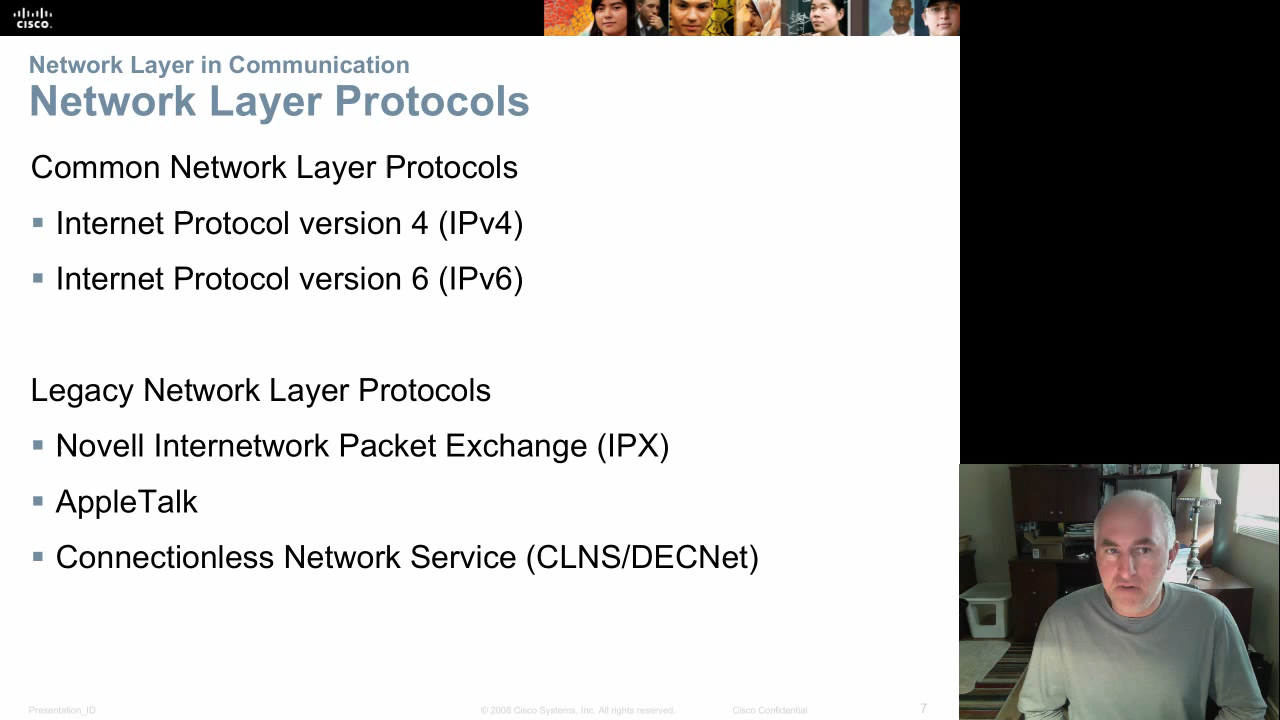 CISCO
Network Layer in Communication
Network Layer Protocols
Common Network Layer Protocols
▪ Internet Protocol version 4 (IPv4)
▪ Internet Protocol version 6 (IPv6)
Legacy Network Layer Protocols
▪ Novell Internetwork Packet Exchange (IPX)
▪ AppleTalk
▪ Connectionless Network Service (CLNS/DECNet)
Presentation_ID © 2008 Cisco Systems, Inc. All rights reserved. Cisco Confidential 7